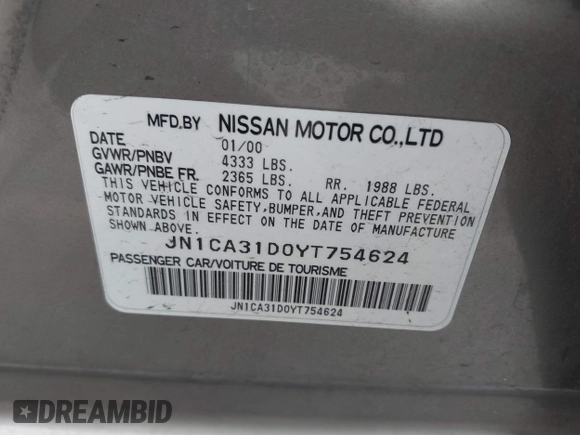 MFD.BY NISSAN MOTOR CO.,LTD
DATE 01/00
GVWR/PNBV 4333 LBS.
GAWR/PNBE FR. 2365 LBS. RR. 1988 LBS.
THIS VEHICLE CONFORMS TO ALL APPLICABLE FEDERAL
MOTOR VEHICLE SAFETY,BUMPER,AND THEFT PREVENTION
STANDARDS IN EFFECT ON THE DATE OF MANUFACTURE
SHOWN ABOVE.
JN1CA31D0YT754624
PASSENGER CAR/VOITURE DE TOURISME
JN1CA31D0YT754624
DREAMBID